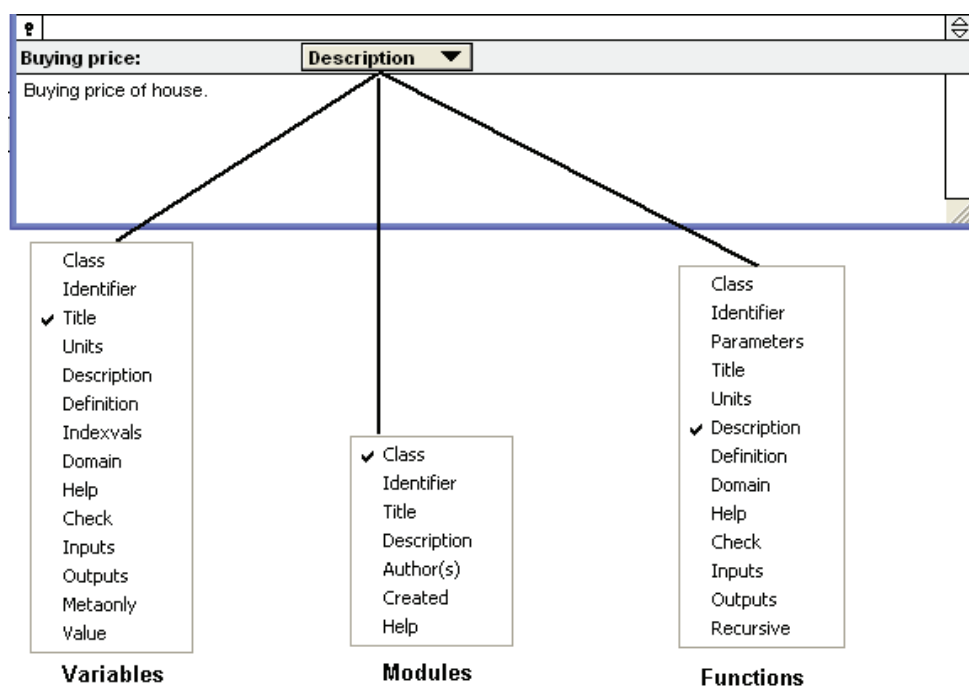 Buying price:
Description
Buying price of house.
Class
Identifier
Title
Units
Description
Definition
Indexvals
Domain
Help
Check
Inputs
Outputs
Metaonly
Value
Variables
Class
Identifier
Title
Description
Author(s)
Created
Help
Modules
Class
Identifier
Parameters
Title
Units
Description
Definition
Domain
Help
Check
Inputs
Outputs
Recursive
Functions